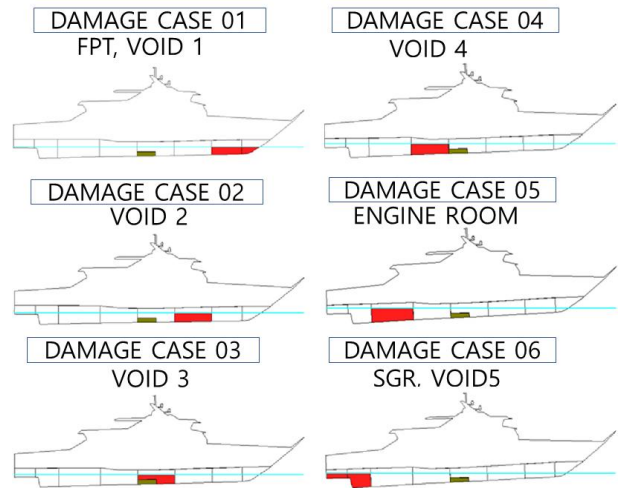 DAMAGE CASE 01
FPT, VOID 1
DAMAGE CASE 04
VOID 4
DAMAGE CASE 02
VOID 2
DAMAGE CASE 05
ENGINE ROOM
DAMAGE CASE 03
VOID 3
DAMAGE CASE 06
SGR. VOID5